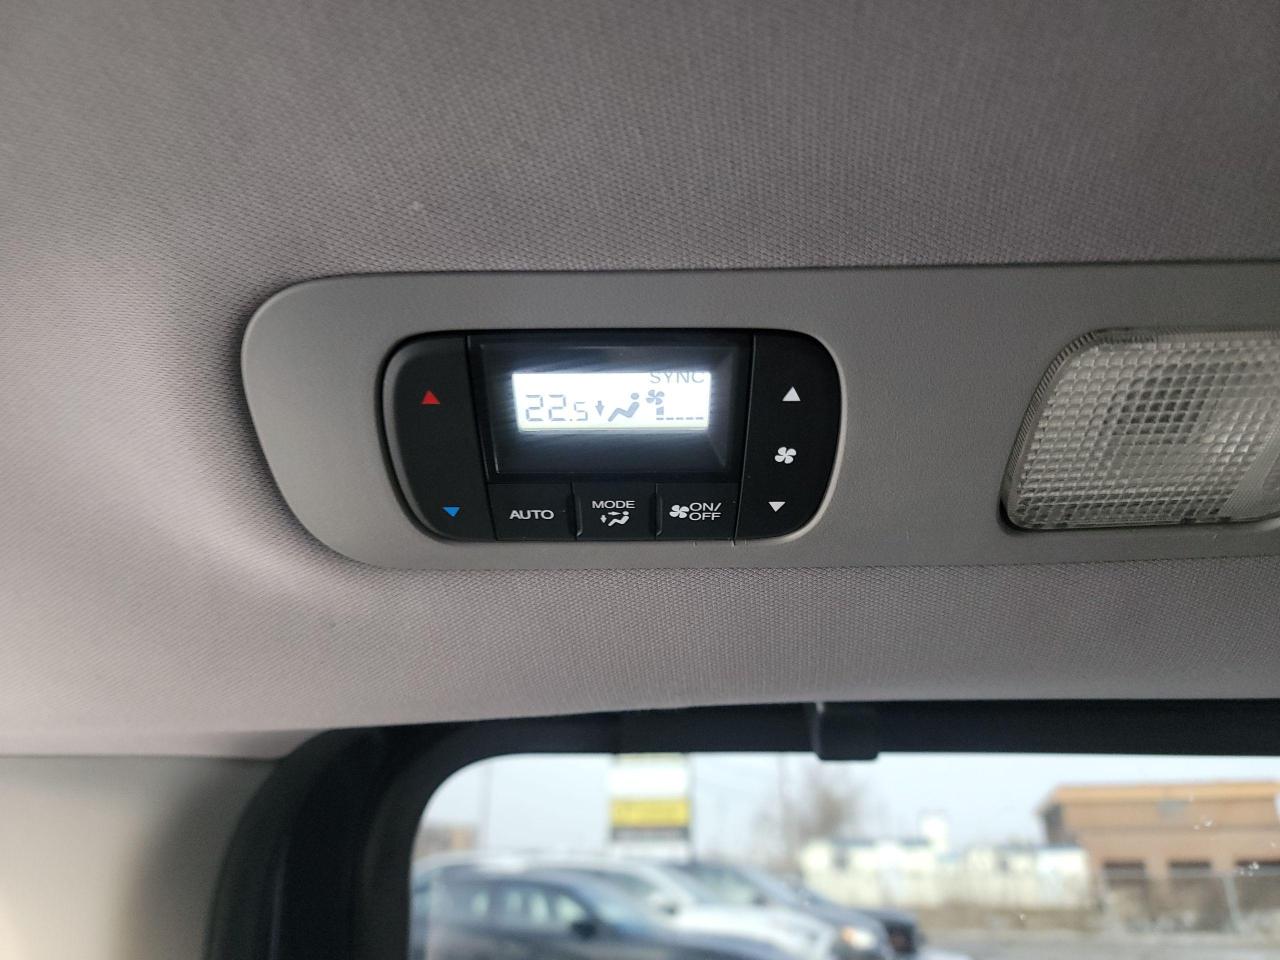 SYNC
22.5
AUTO
MODE
ON/
OFF